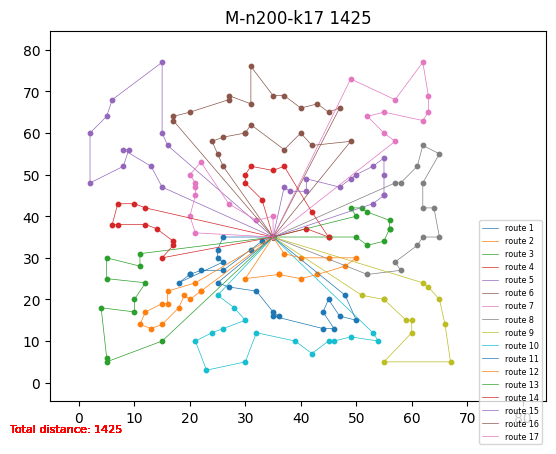 M-n200-k17 1425
80
70
60
50
40
30
20
10
0
0 10 20 30 40 50 60 70 80
route 1
route 2
route 3
route 4
route 5
route 6
route 7
route 8
route 9
route 10
route 11
route 12
route 13
route 14
route 15
route 16
route 17
Total distance: 1425